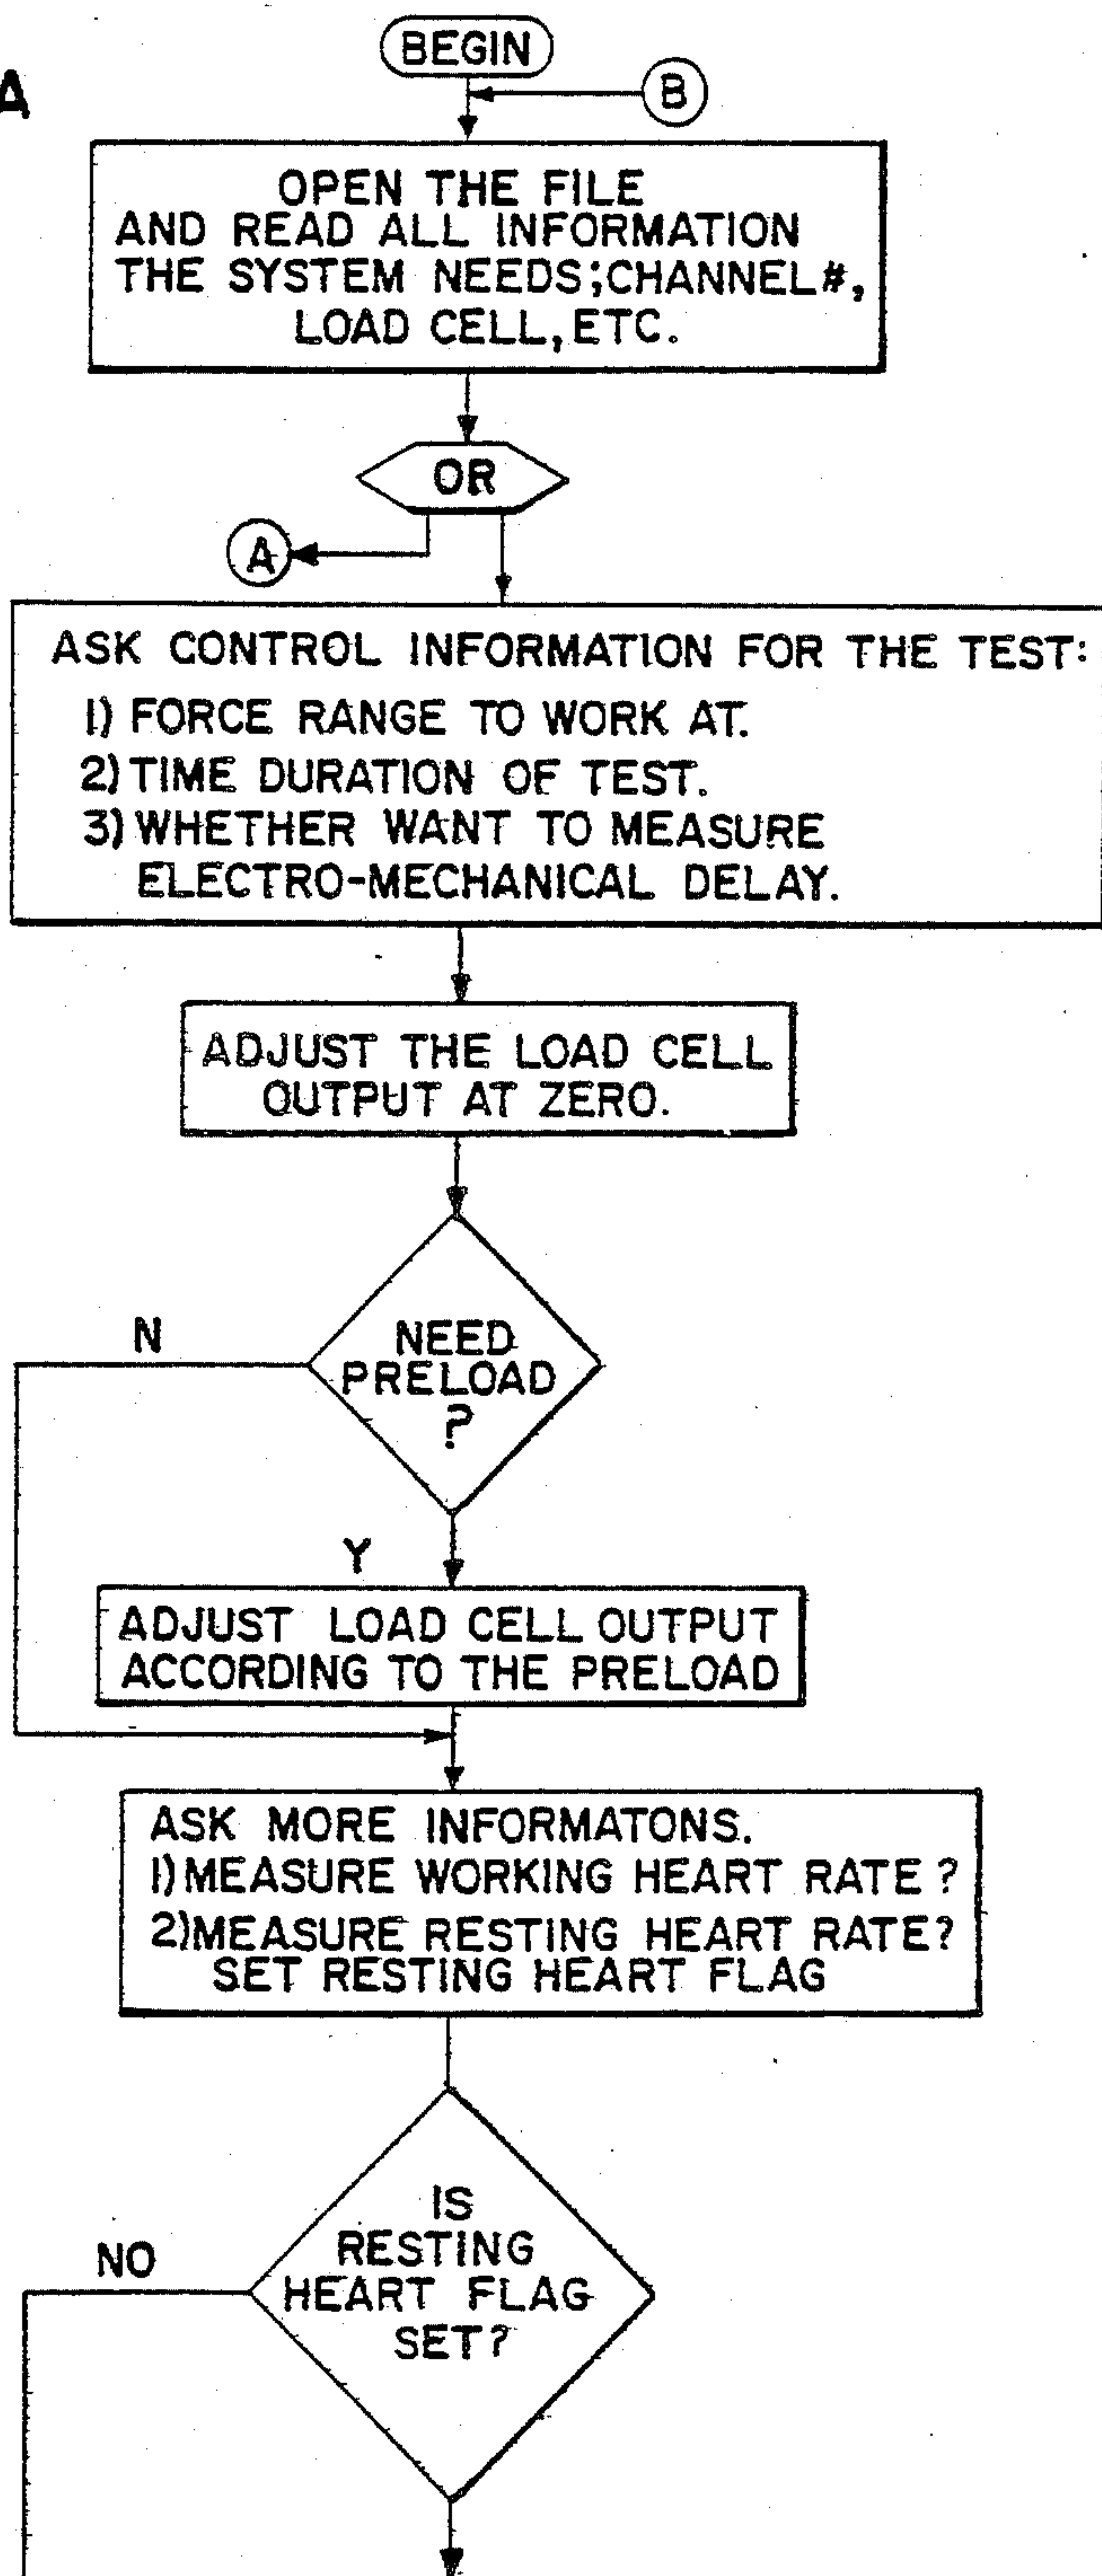 A
BEGIN
B
OPEN THE FILE
AND READ ALL INFORMATION
THE SYSTEM NEEDS;CHANNEL#,
LOAD CELL, ETC.
OR
A
ASK CONTROL INFORMATION FOR THE TEST:
1) FORCE RANGE TO WORK AT.
2) TIME DURATION OF TEST.
3) WHETHER WANT TO MEASURE
ELECTRO-MECHANICAL DELAY.
ADJUST THE LOAD CELL
OUTPUT AT ZERO.
N
NEED
PRELOAD
?
Y
ADJUST LOAD CELL OUTPUT
ACCORDING TO THE PRELOAD
ASK MORE INFORMATONS.
1) MEASURE WORKING HEART RATE ?
2) MEASURE RESTING HEART RATE?
SET RESTING HEART FLAG
NO
IS
RESTING
HEART FLAG
SET?